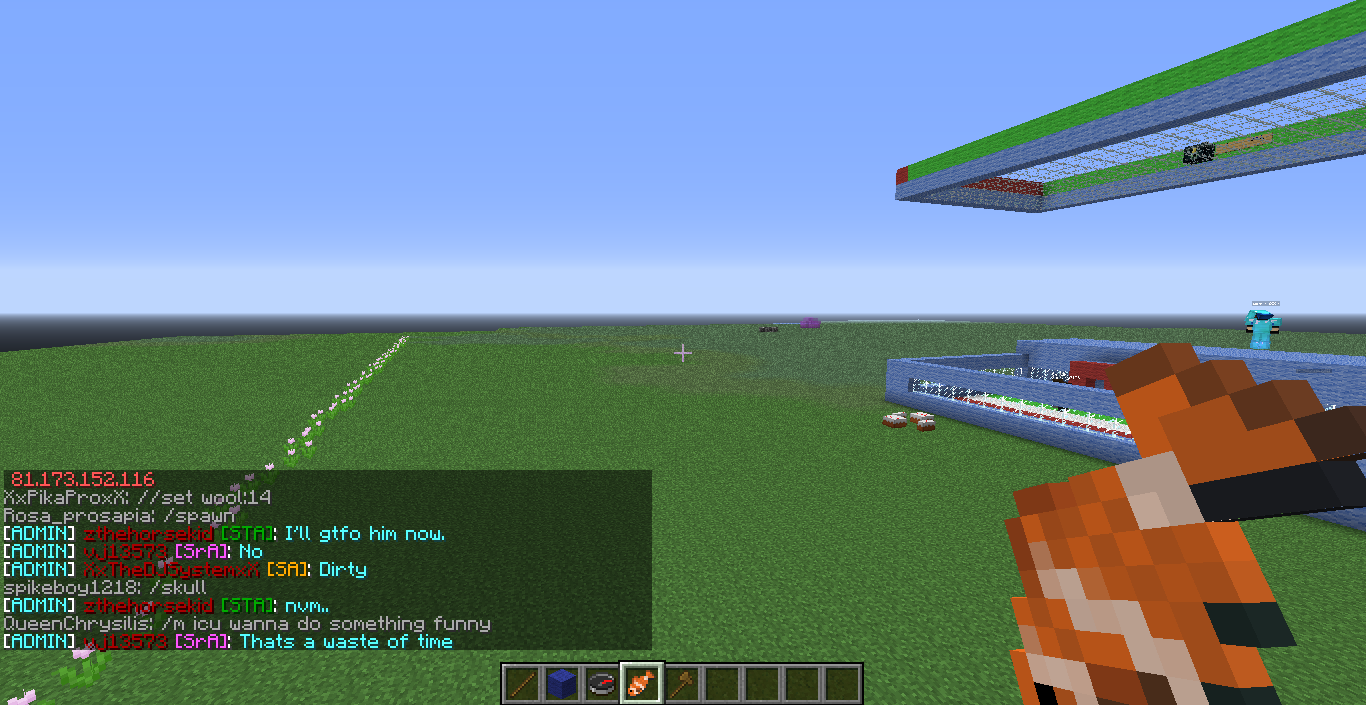 81.173.152.116
XxPikaProxX: //set wool:14
Rosa_prosapia: /spawn
[ADMIN] zthehorsekid [STA]: I'll gtfo him now.
[ADMIN] vj13573 [SrA]: No
[ADMIN] XxTheDJSystemxX [SA]: Dirty
spikeboy1218: /skull
[ADMIN] zthehorsekid [STA]: nvm..
QueenChrysilis: /m icu wanna do something funny
[ADMIN] vj13573 [SrA]: Thats a waste of time